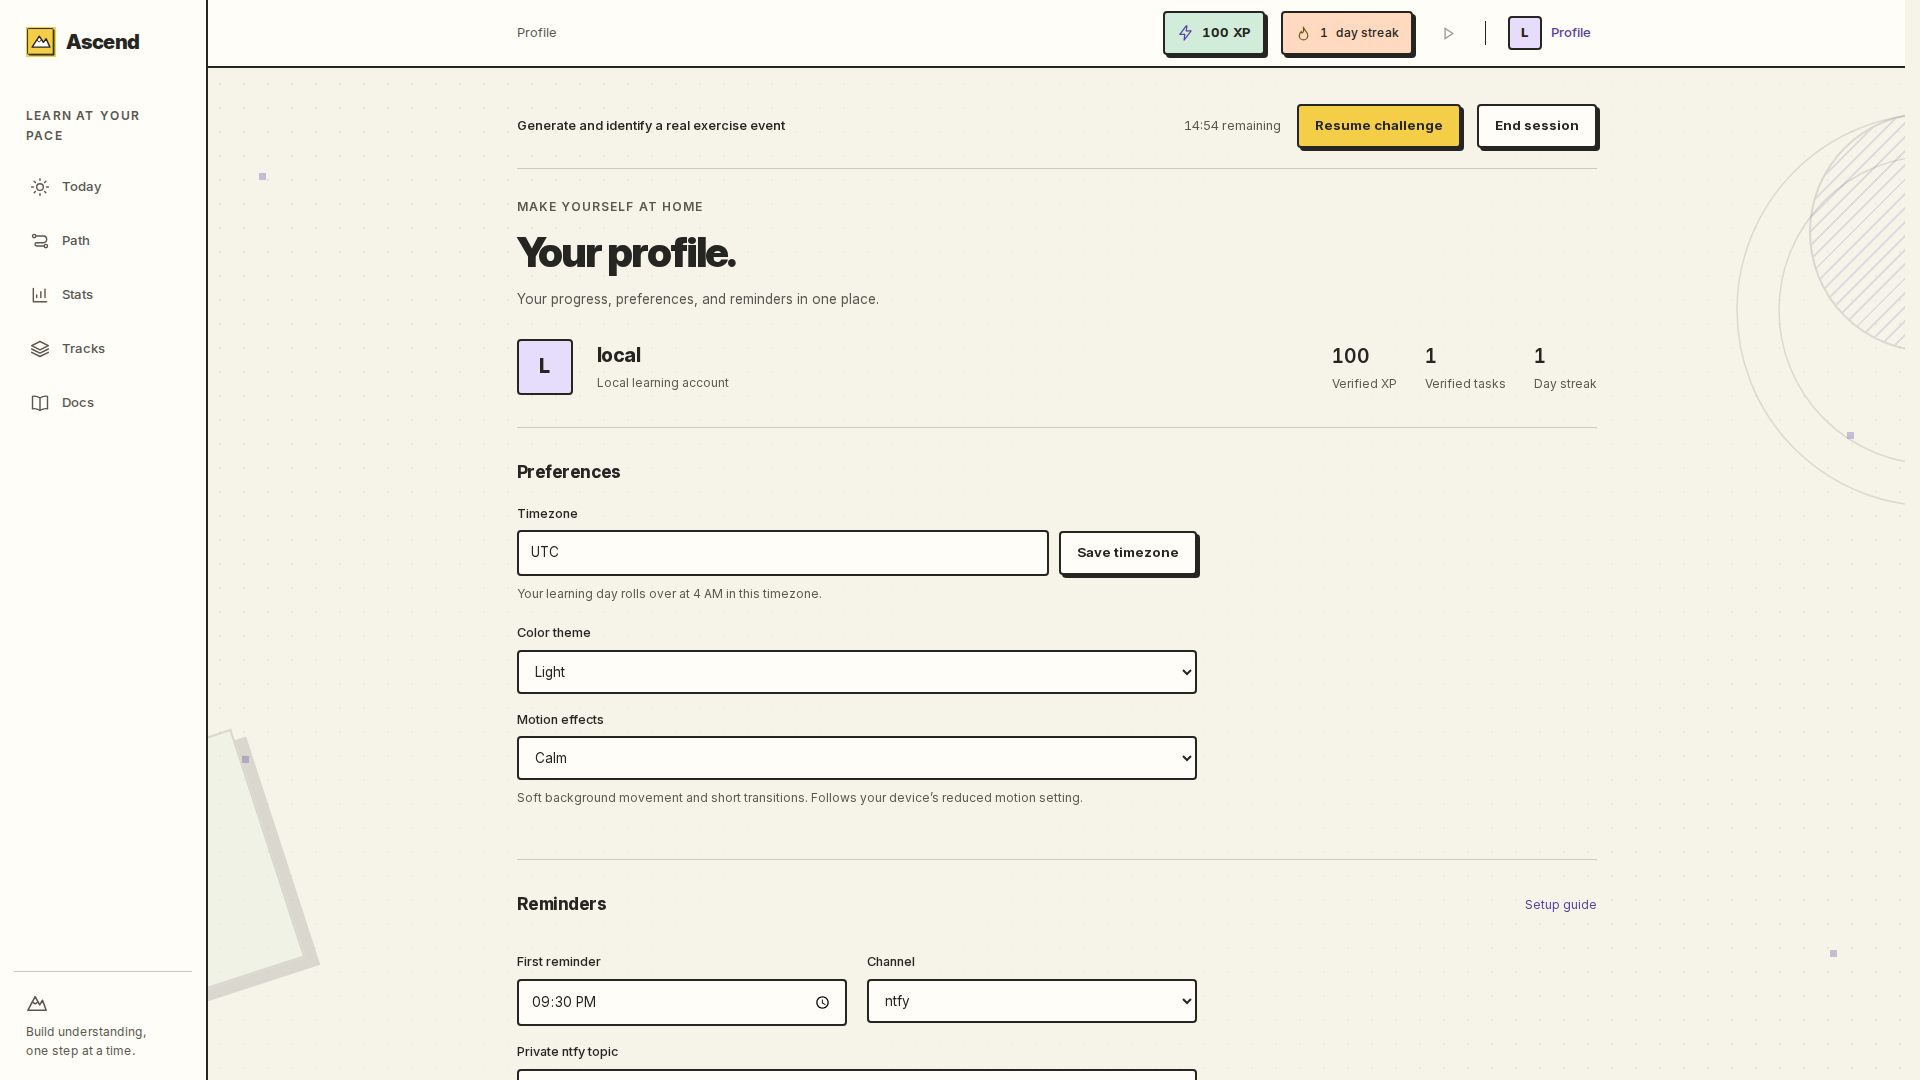 Ascend
LEARN AT YOUR
PACE
Today
Path
Stats
Tracks
Docs
Build understanding,
one step at a time.
Profile
100 XP
1 day streak
L
Profile
Generate and identify a real exercise event
14:54 remaining
Resume challenge
End session
MAKE YOURSELF AT HOME
Your profile.
Your progress, preferences, and reminders in one place.
L
local
Local learning account
100
Verified XP
1
Verified tasks
1
Day streak
Preferences
Timezone
UTC
Save timezone
Your learning day rolls over at 4 AM in this timezone.
Color theme
Light
Motion effects
Calm
Soft background movement and short transitions. Follows your device’s reduced motion setting.
Reminders
Setup guide
First reminder
Channel
09:30 PM
ntfy
Private ntfy topic